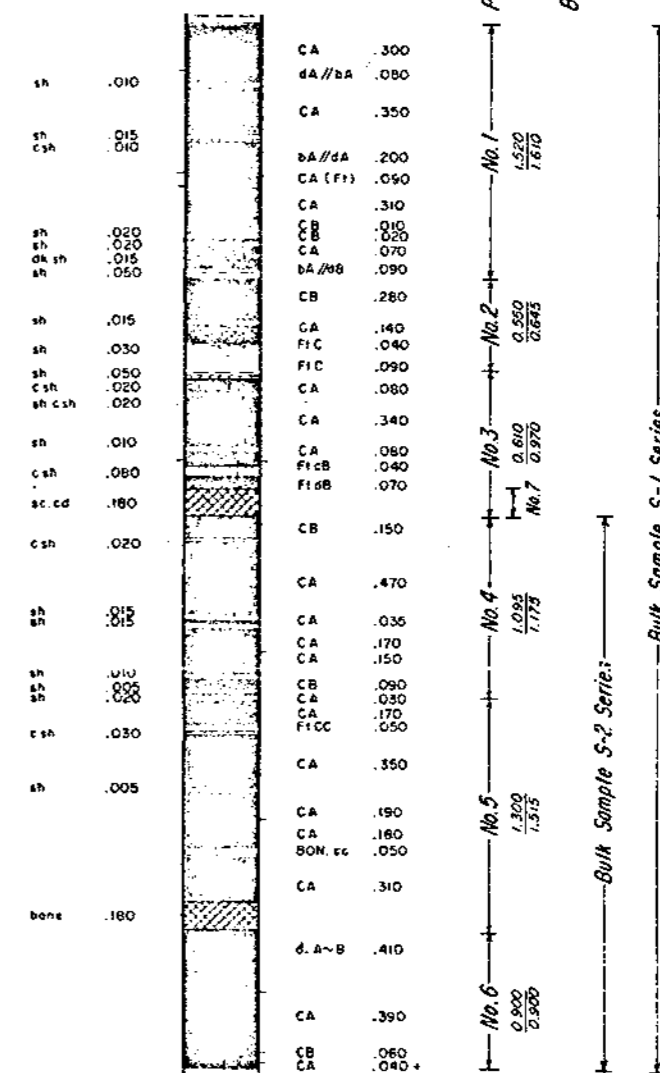 CA .300
dA//bA .080
sh .010
CA .350
sh .015
csh .010
bA//dA .200
CA (Ft) .090
CA .310
CB .010
sh .020
CB .020
sh .020
CA .070
dk sh .015
bA//dB .090
sh .050
CB .280
sh .015
CA .140
FtC .040
sh .030
FtC .090
sh .050
csh .020
CA .080
sh csh .020
CA .340
sh .010
CA .080
FtcB .040
csh .080
FtdB .070
sc.cd .180
CB .150
csh .020
CA .470
sh .015
sh .015
CA .035
CA .170
CA .150
sh .010
CB .090
sh .005
sh .020
CA .030
CA .170
FtCC .050
csh .030
CA .350
sh .005
CA .190
CA .160
BON. cc .050
CA .310
bone .180
d. A~B .410
CA .390
CB .060
CA .040 +
No.1
1.520
1.610
No.2
0.550
0.645
No.3
0.610
0.970
No.7
No.4
1.095
1.175
No.5
1.300
1.515
No.6
0.900
0.900
Bulk Sample S-2 Series
Bulk Sample S-1 Series